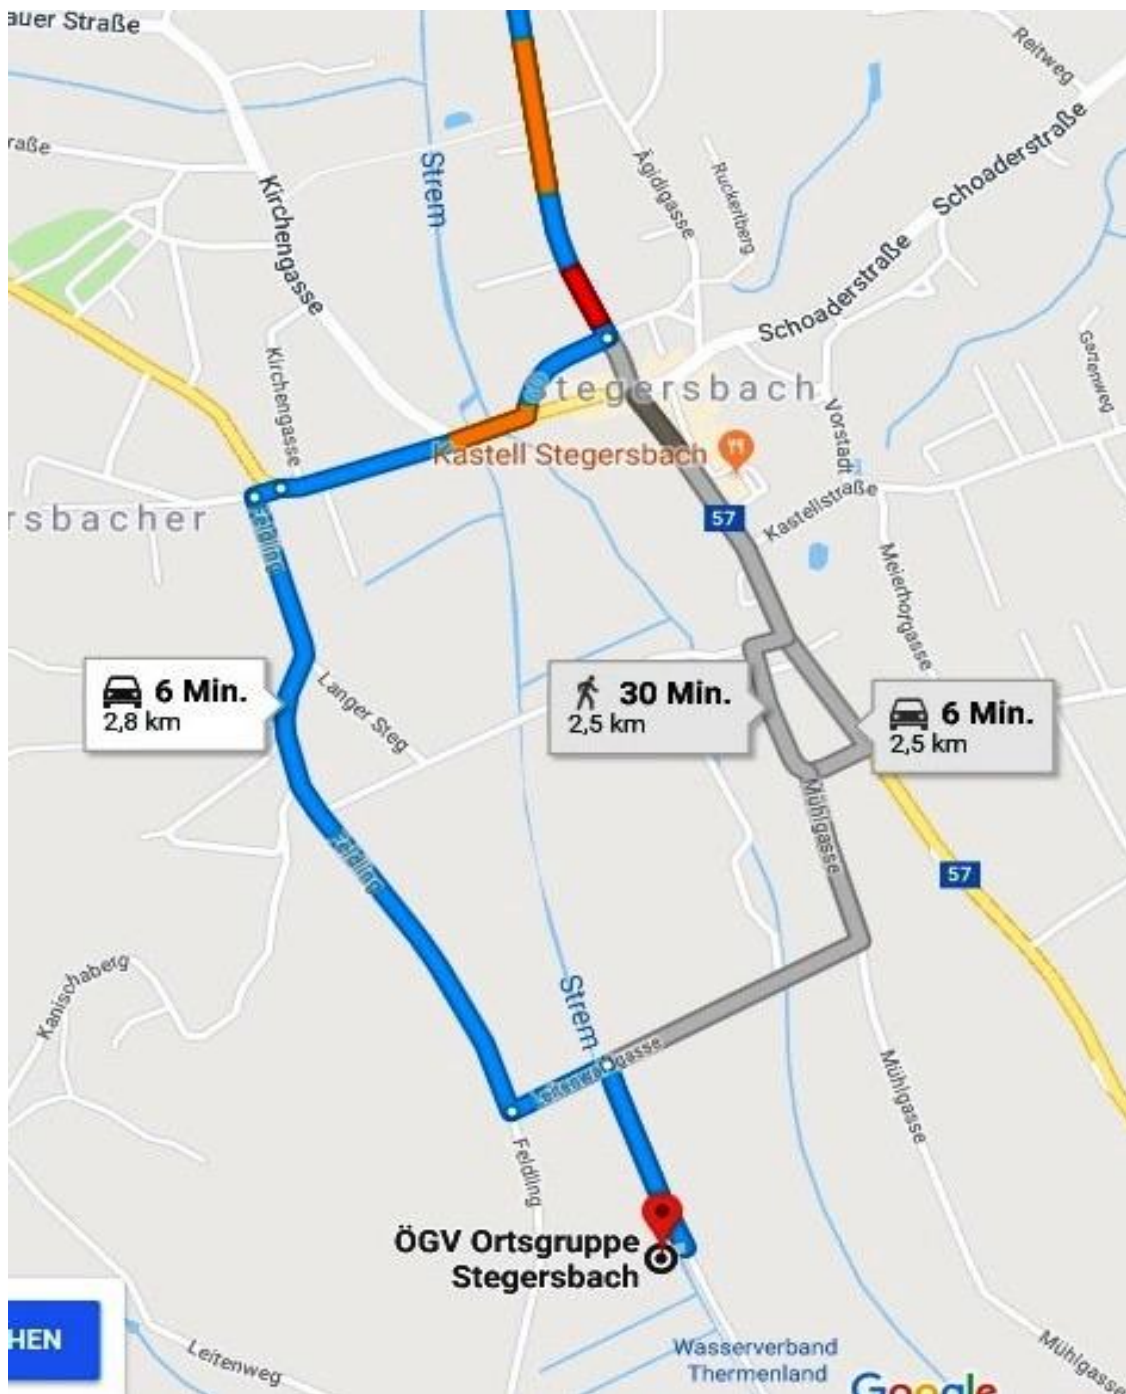 auer Straße
Reitweg
raße
Strem
Kirchengasse
Ägidigasse
Ruckerlberg
Schoaderstraße
Schoaderstraße
Kirchengasse
Stegersbach
Gartenweg
Vorstadt
Kastell Stegersbach
57
Kastellstraße
rsbacher
Feldling
Meierhofgasse
6 Min.
2,8 km
Langer Steg
30 Min.
2,5 km
6 Min.
2,5 km
Mühlgasse
Feldling
57
Kanischaberg
Strem
Leitenwaldgasse
Mühlgasse
Feldling
ÖGV Ortsgruppe
Stegersbach
HEN
Leitenweg
Wasserverband
Thermenland
Mühlgasse
Google